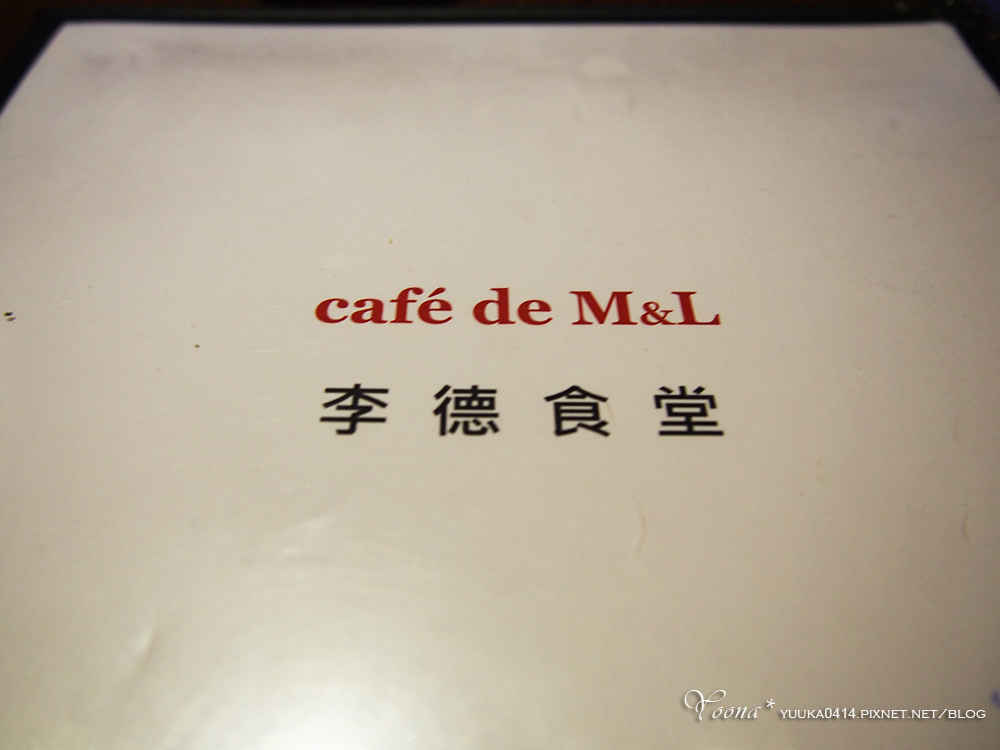 café de M&L
李德食堂
Yoona* YUUKA0414.PIXNET.NET/BLOG